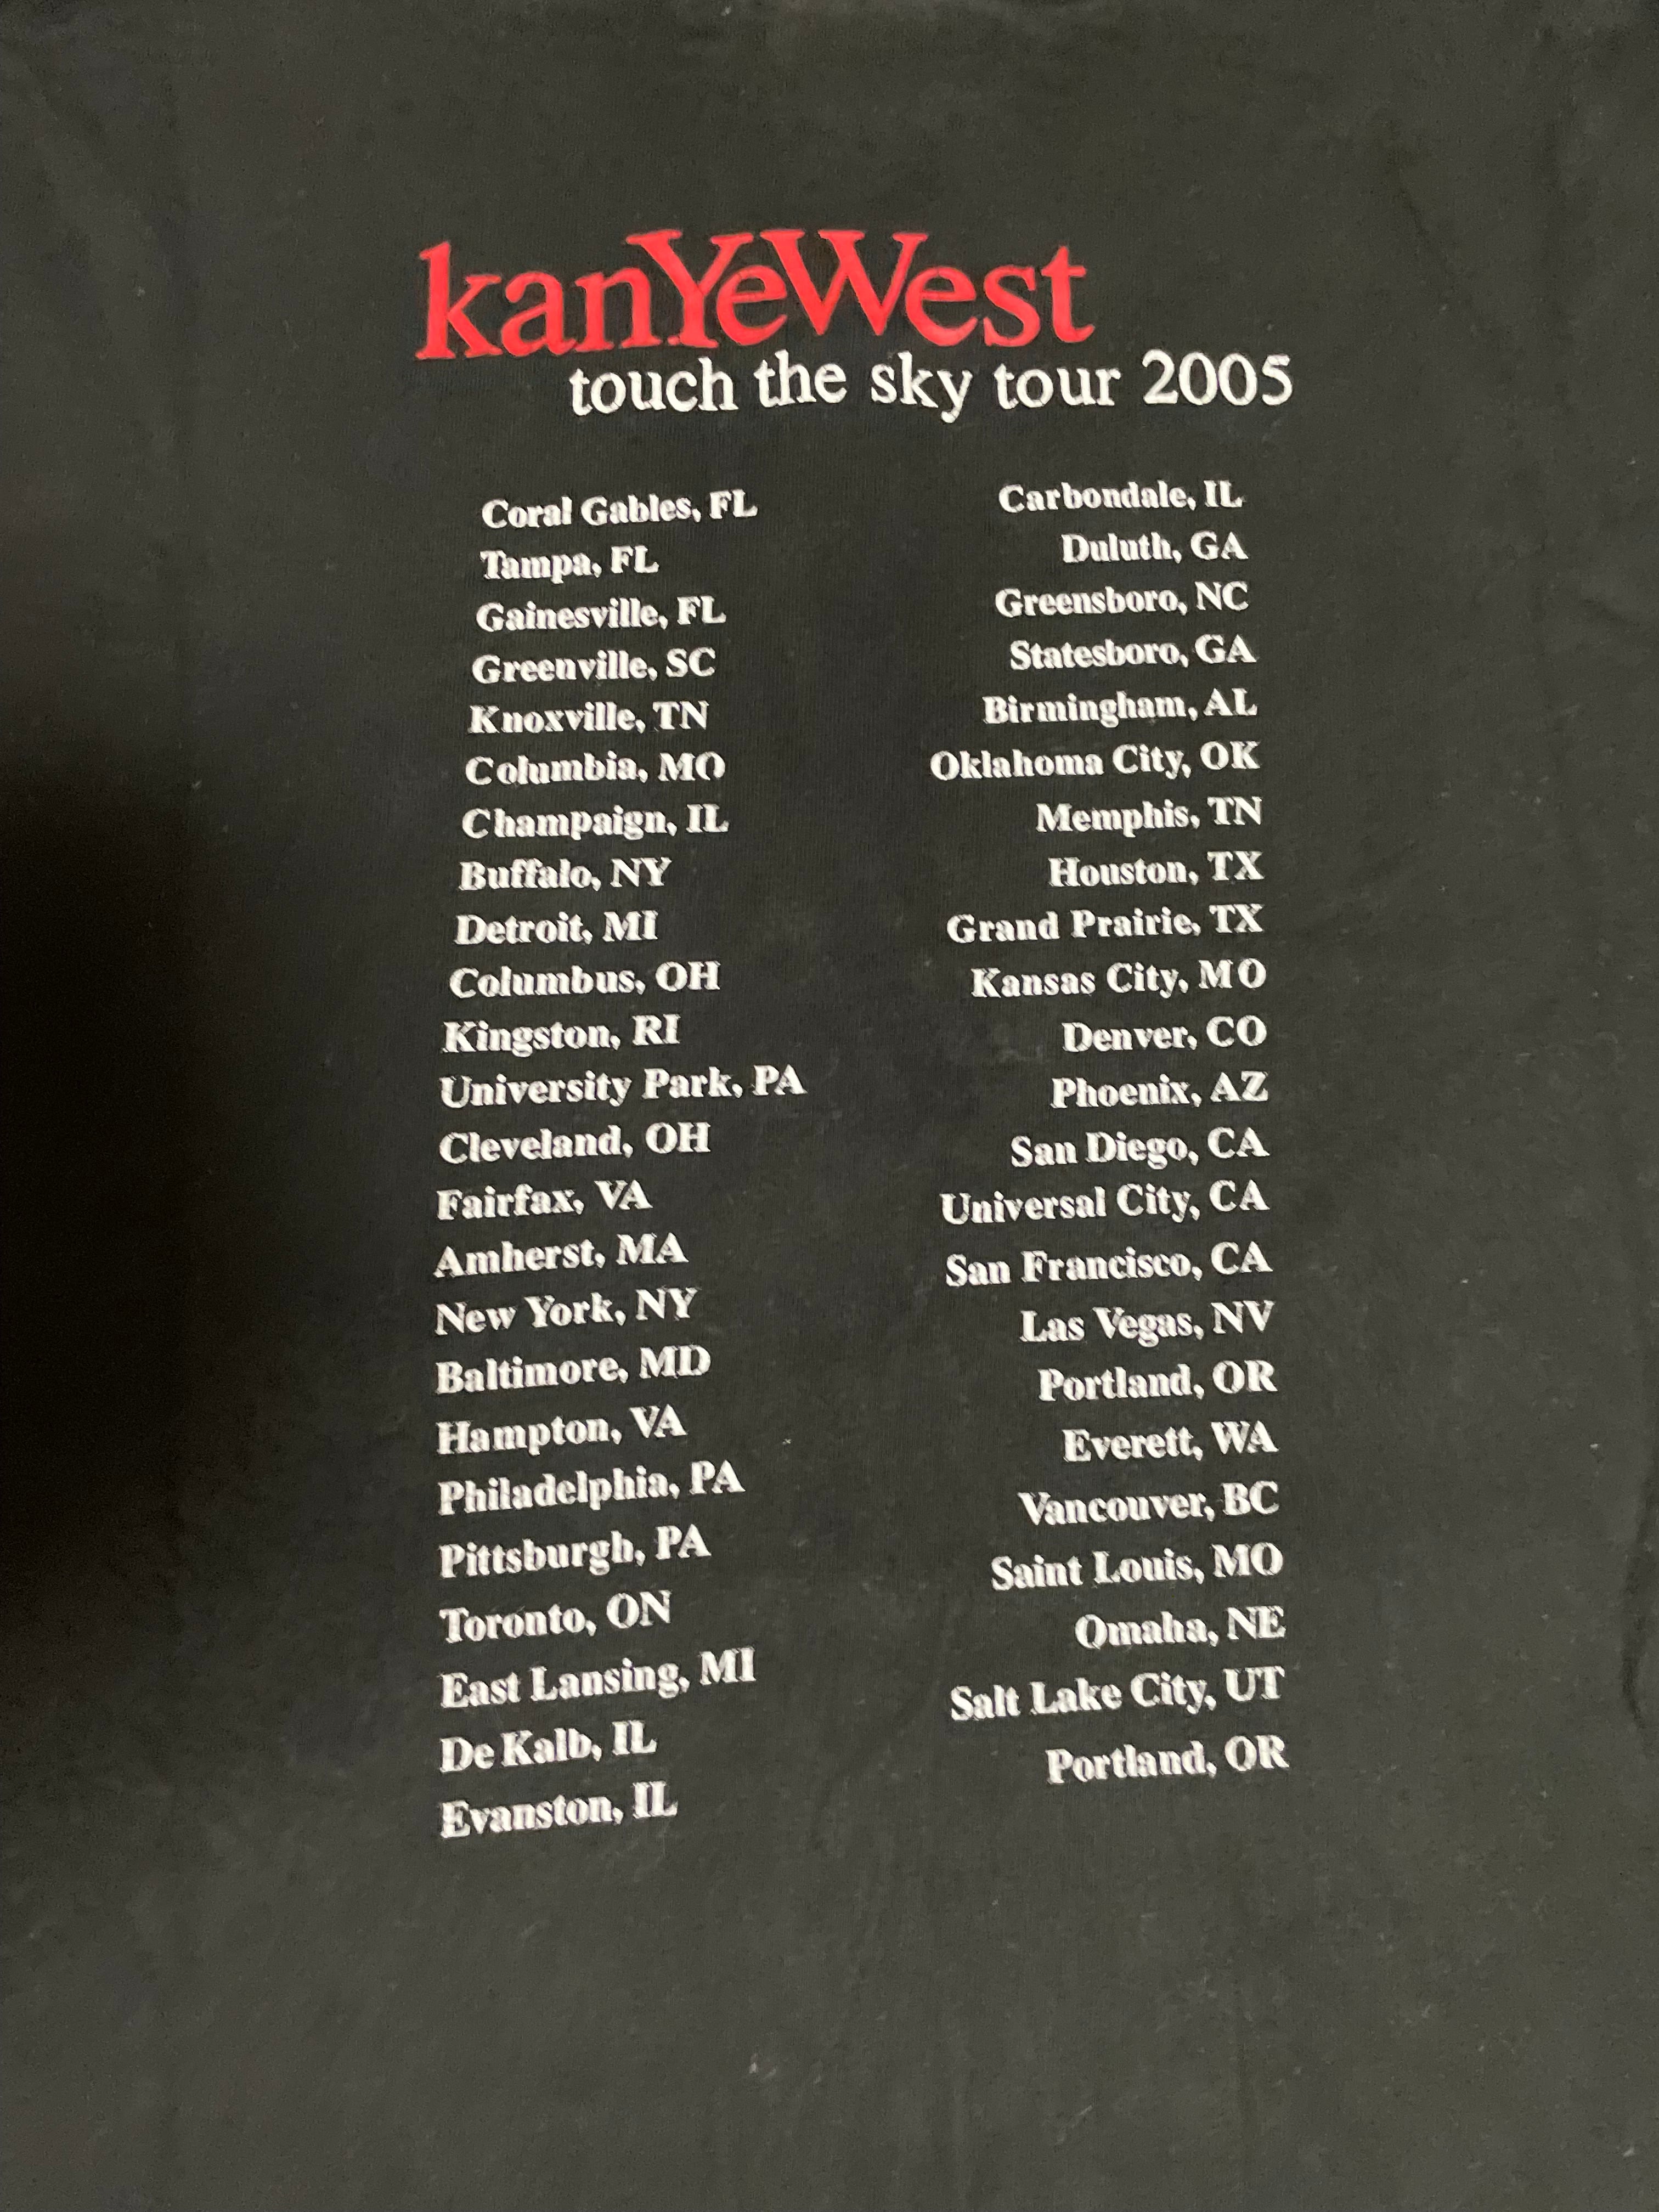 kanYeWest
touch the sky tour 2005
Coral Gables, FL
Tampa, FL
Gainesville, FL
Greenville, SC
Knoxville, TN
Columbia, MO
Champaign, IL
Buffalo, NY
Detroit, MI
Columbus, OH
Kingston, RI
University Park, PA
Cleveland, OH
Fairfax, VA
Amherst, MA
New York, NY
Baltimore, MD
Hampton, VA
Philadelphia, PA
Pittsburgh, PA
Toronto, ON
East Lansing, MI
De Kalb, IL
Evanston, IL
Carbondale, IL
Duluth, GA
Greensboro, NC
Statesboro, GA
Birmingham, AL
Oklahoma City, OK
Memphis, TN
Houston, TX
Grand Prairie, TX
Kansas City, MO
Denver, CO
Phoenix, AZ
San Diego, CA
Universal City, CA
San Francisco, CA
Las Vegas, NV
Portland, OR
Everett, WA
Vancouver, BC
Saint Louis, MO
Omaha, NE
Salt Lake City, UT
Portland, OR